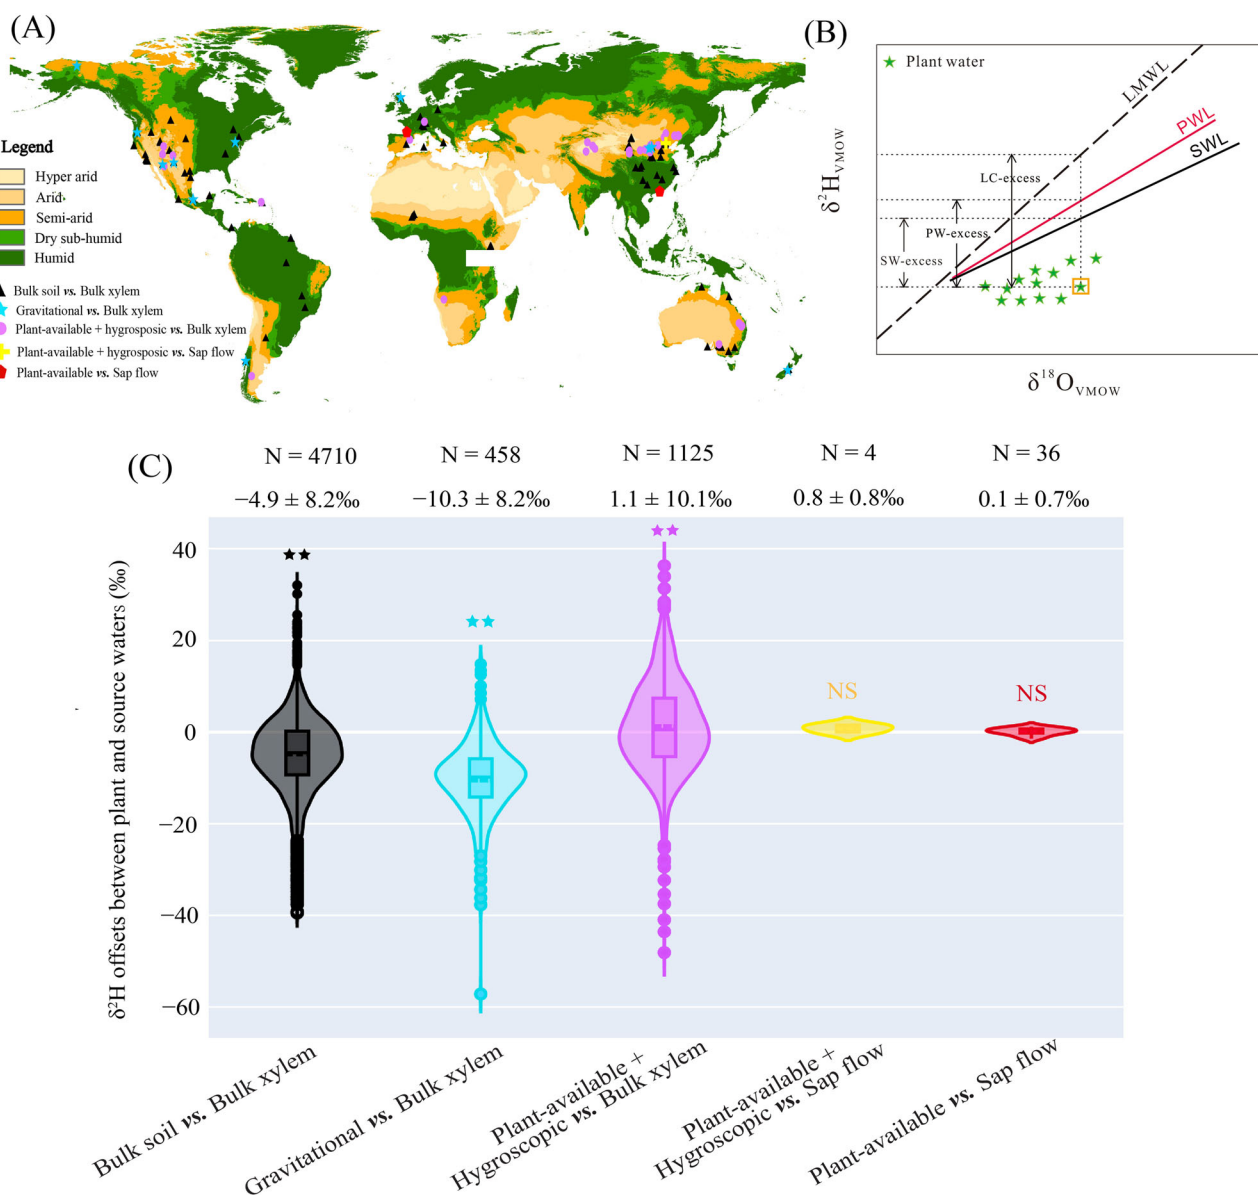 (A)
Legend
Hyper arid
Arid
Semi-arid
Dry sub-humid
Humid
Bulk soil vs. Bulk xylem
Gravitational vs. Bulk xylem
Plant-available + hygrosposic vs. Bulk xylem
Plant-available + hygrosposic vs. Sap flow
Plant-available vs. Sap flow
(B)
Plant water
LMWL
PWL
SWL
LC-excess
PW-excess
SW-excess
δ²H VMOW
δ¹⁸O VMOW
(C)
N = 4710
N = 458
N = 1125
N = 4
N = 36
−4.9 ± 8.2‰
−10.3 ± 8.2‰
1.1 ± 10.1‰
0.8 ± 0.8‰
0.1 ± 0.7‰
δ²H offsets between plant and source waters (‰)
40
20
0
−20
−40
−60
NS
NS
Bulk soil vs. Bulk xylem
Gravitational vs. Bulk xylem
Plant-available +
Hygroscopic vs. Bulk xylem
Plant-available +
Hygroscopic vs. Sap flow
Plant-available vs. Sap flow